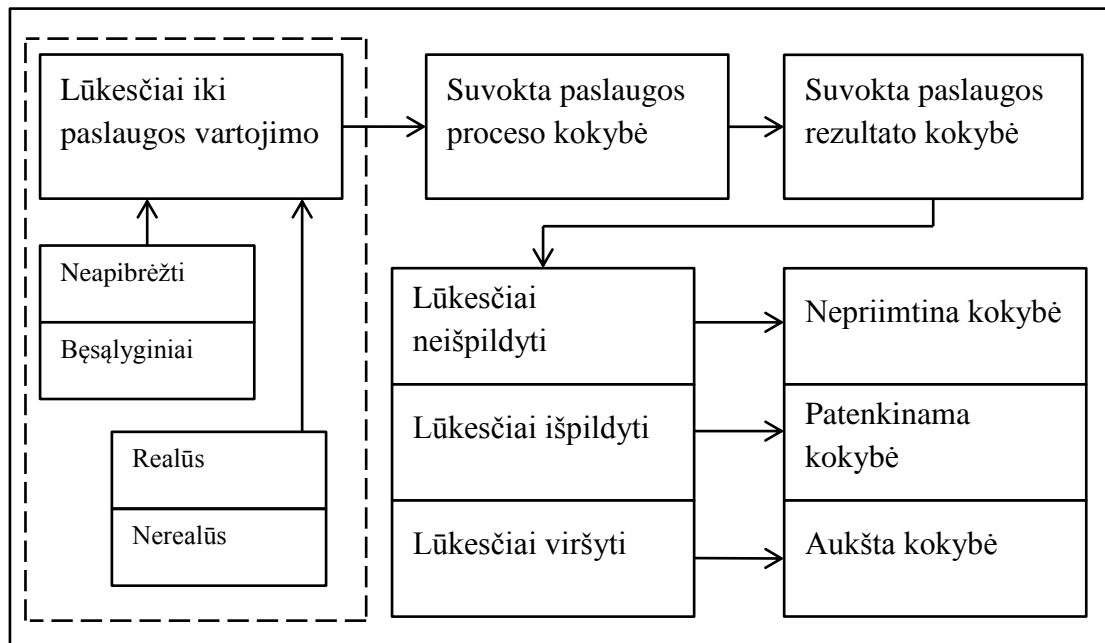 Lūkesčiai iki
paslaugos vartojimo
Suvokta paslaugos
proceso kokybė
Suvokta paslaugos
rezultato kokybė
Neapibrėžti
Bęsąlyginiai
Realūs
Nerealūs
Lūkesčiai
neišpildyti
Nepriimtina kokybė
Lūkesčiai išpildyti
Patenkinama
kokybė
Lūkesčiai viršyti
Aukšta kokybė